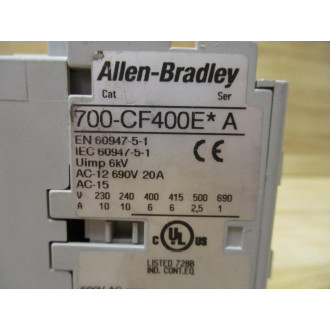 Allen-Bradley
Cat Ser
700-CF400E* A
EN 60947-5-1
IEC 60947-5-1
Uimp 6kV
AC-12 690V 20A
AC-15
V 230 240 400 415 500 690
A 10 10 6 6 2,5 1
CE
C UL US
LISTED 728B
IND. CONT.EQ.